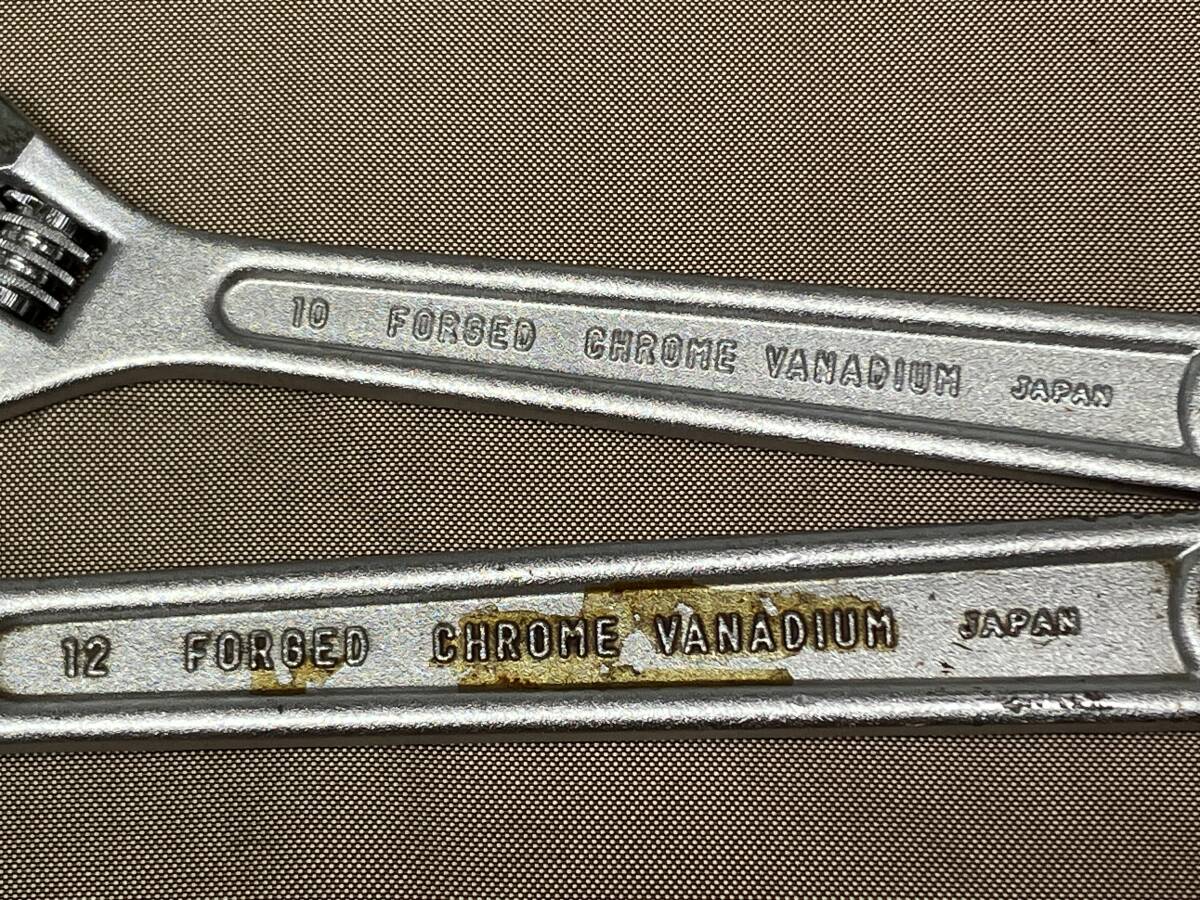 10 FORGED CHROME VANADIUM JAPAN
12 FORGED CHROME VANADIUM JAPAN